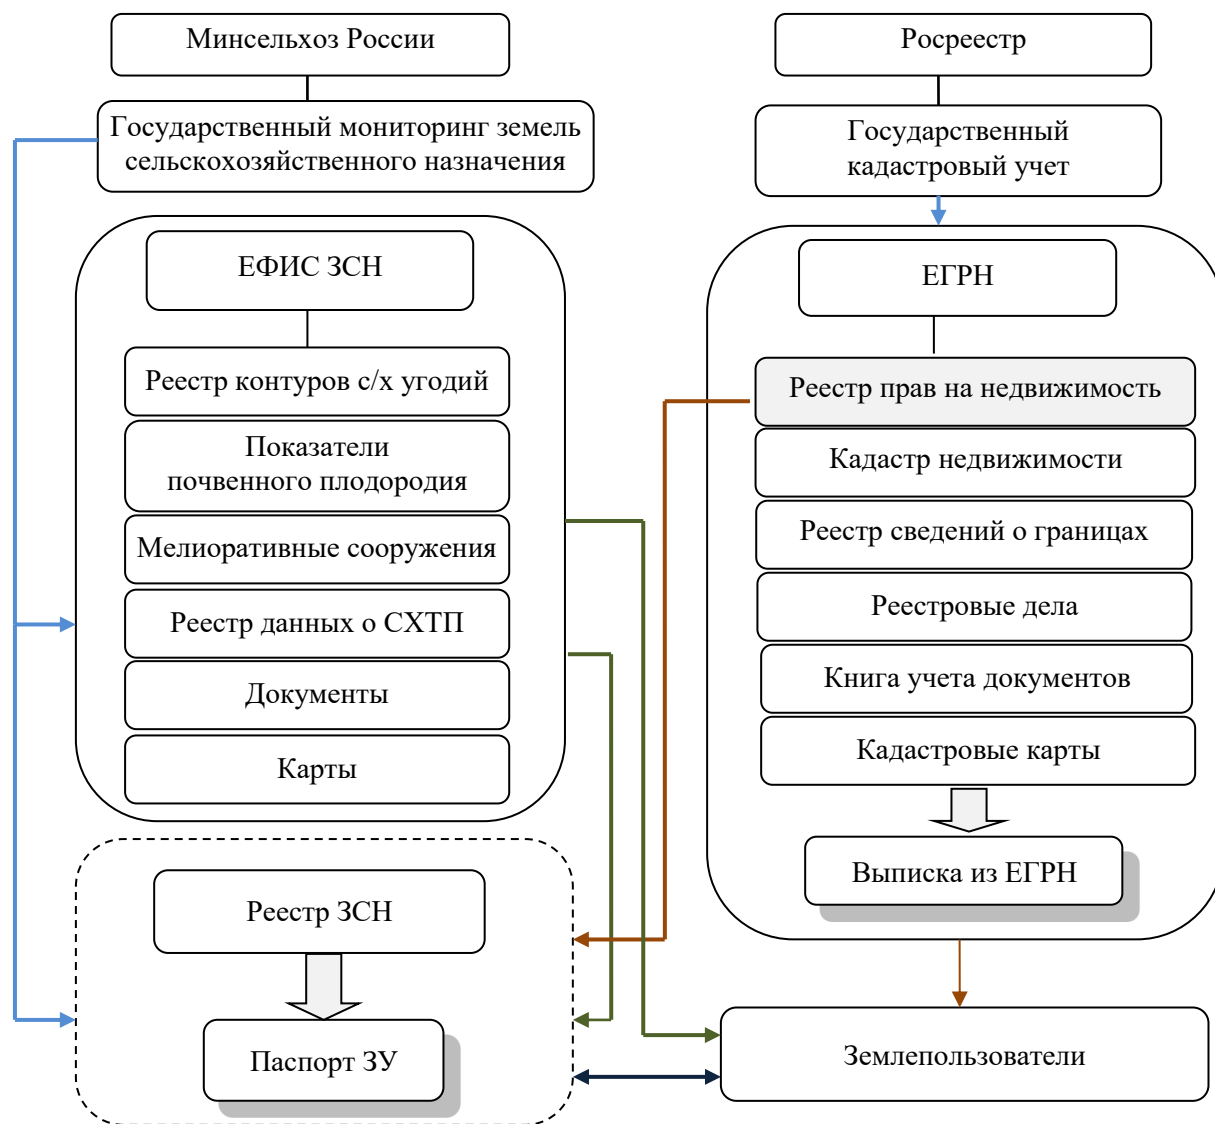 Минсельхоз России
Государственный мониторинг земель
сельскохозяйственного назначения
ЕФИС ЗСН
Реестр контуров с/х угодий
Показатели
почвенного плодородия
Мелиоративные сооружения
Реестр данных о СХТП
Документы
Карты
Реестр ЗСН
Паспорт ЗУ
Росреестр
Государственный
кадастровый учет
ЕГРН
Реестр прав на недвижимость
Кадастр недвижимости
Реестр сведений о границах
Реестровые дела
Книга учета документов
Кадастровые карты
Выписка из ЕГРН
Землепользователи